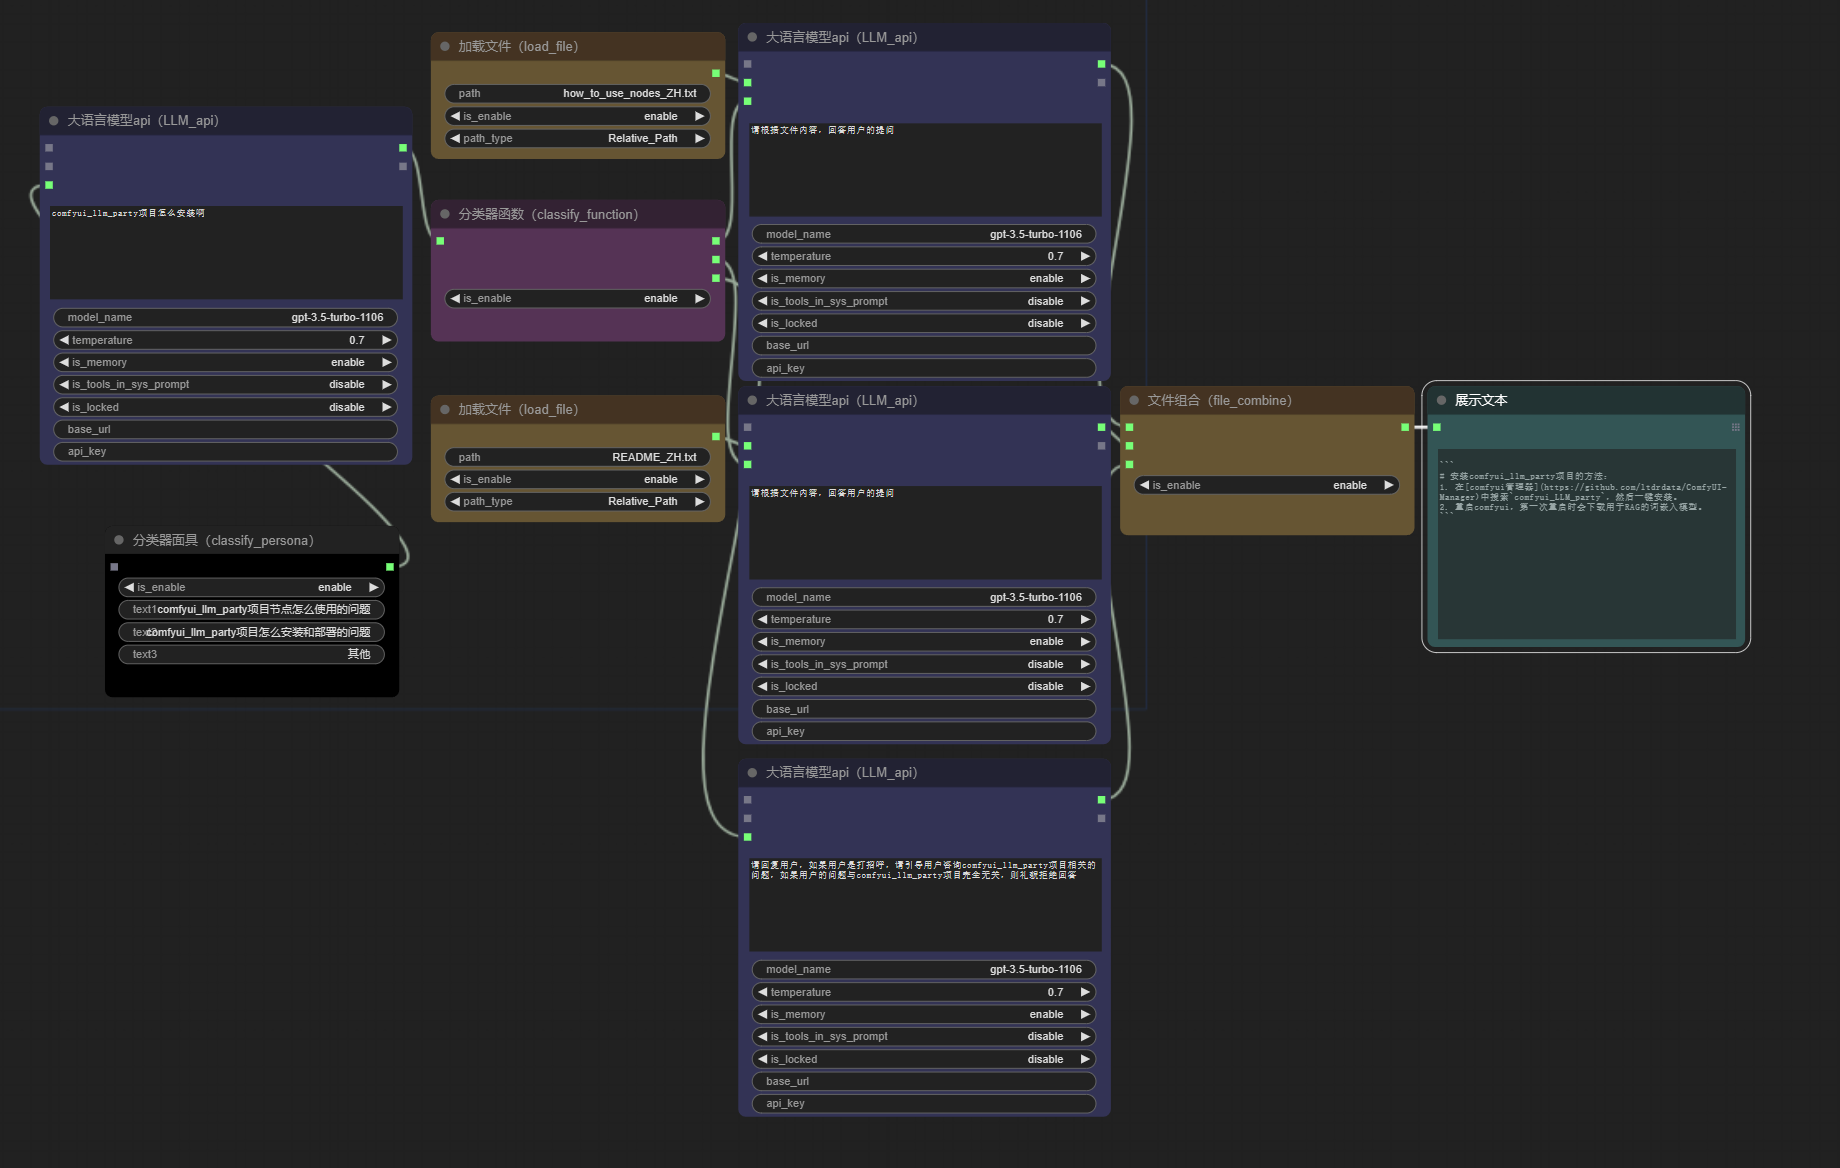 大语言模型api（LLM_api）
comfyui_llm_party项目怎么安装啊
model_name gpt-3.5-turbo-1106
temperature 0.7
is_memory enable
is_tools_in_sys_prompt disable
is_locked disable
base_url
api_key
分类器面具（classify_persona）
is_enable enable
text1 comfyui_llm_party项目节点怎么使用的问题
text2 comfyui_llm_party项目怎么安装和部署的问题
text3 其他
加载文件（load_file）
path how_to_use_nodes_ZH.txt
is_enable enable
path_type Relative_Path
分类器函数（classify_function）
is_enable enable
加载文件（load_file）
path README_ZH.txt
is_enable enable
path_type Relative_Path
大语言模型api（LLM_api）
请根据文件内容，回答用户的提问
model_name gpt-3.5-turbo-1106
temperature 0.7
is_memory enable
is_tools_in_sys_prompt disable
is_locked disable
base_url
api_key
大语言模型api（LLM_api）
请根据文件内容，回答用户的提问
model_name gpt-3.5-turbo-1106
temperature 0.7
is_memory enable
is_tools_in_sys_prompt disable
is_locked disable
base_url
api_key
大语言模型api（LLM_api）
请回复用户，如果用户是打招呼，请引导用户咨询comfyui_llm_party项目相关的
问题，如果用户的问题与comfyui_llm_party项目完全无关，则礼貌拒绝回答
model_name gpt-3.5-turbo-1106
temperature 0.7
is_memory enable
is_tools_in_sys_prompt disable
is_locked disable
base_url
api_key
文件组合（file_combine）
is_enable enable
展示文本
```
# 安装comfyui_llm_party项目的方法：
1. 在[comfyui管理器](https://github.com/ltdrdata/ComfyUI-
Manager)中搜索`comfyui_LLM_party`，然后一键安装。
2. 重启comfyui，第一次重启时会下载用于RAG的词嵌入模型。
```